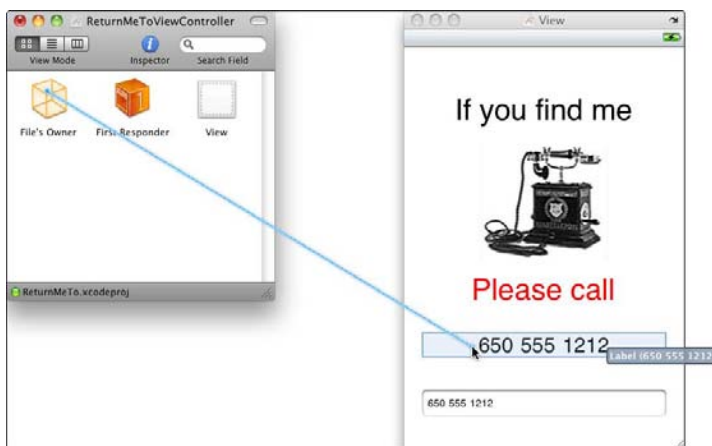 ReturnMeToViewController
View Mode
Inspector
Search Field
File's Owner
First Responder
View
ReturnMeTo.xcodeproj
View
If you find me
Please call
650 555 1212
Label (650 555 1212
650 555 1212